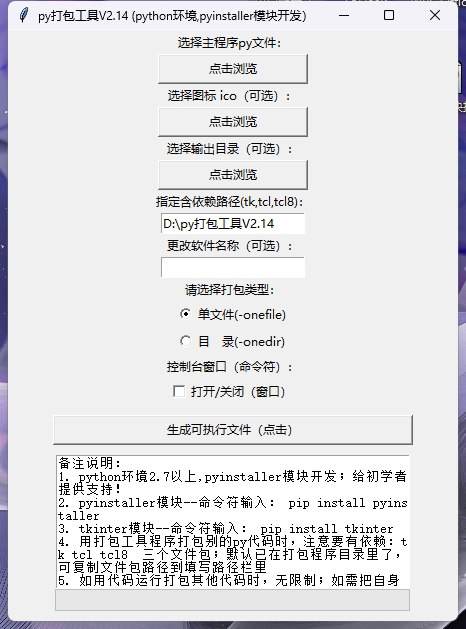 py打包工具V2.14 (python环境,pyinstaller模块开发)
选择主程序py文件:
点击浏览
选择图标 ico（可选）:
点击浏览
选择输出目录（可选）:
点击浏览
指定含依赖路径(tk,tcl,tcl8):
D:\py打包工具V2.14
更改软件名称（可选）:
请选择打包类型:
单文件(-onefile)
目 录(-onedir)
控制台窗口（命令符）:
打开/关闭（窗口）
生成可执行文件（点击）
备注说明:
1. python环境2.7以上,pyinstaller模块开发；给初学者
提供支持！
2. pyinstaller模块--命令符输入: pip install pyins
taller
3. tkinter模块--命令符输入: pip install tkinter
4. 用打包工具程序打包别的py代码时，注意要有依赖：t
k tcl tcl8 三个文件包；默认已在打包程序目录里了，
可复制文件包路径到填写路径栏里
5. 如用代码运行打包其他代码时，无限制；如需把自身